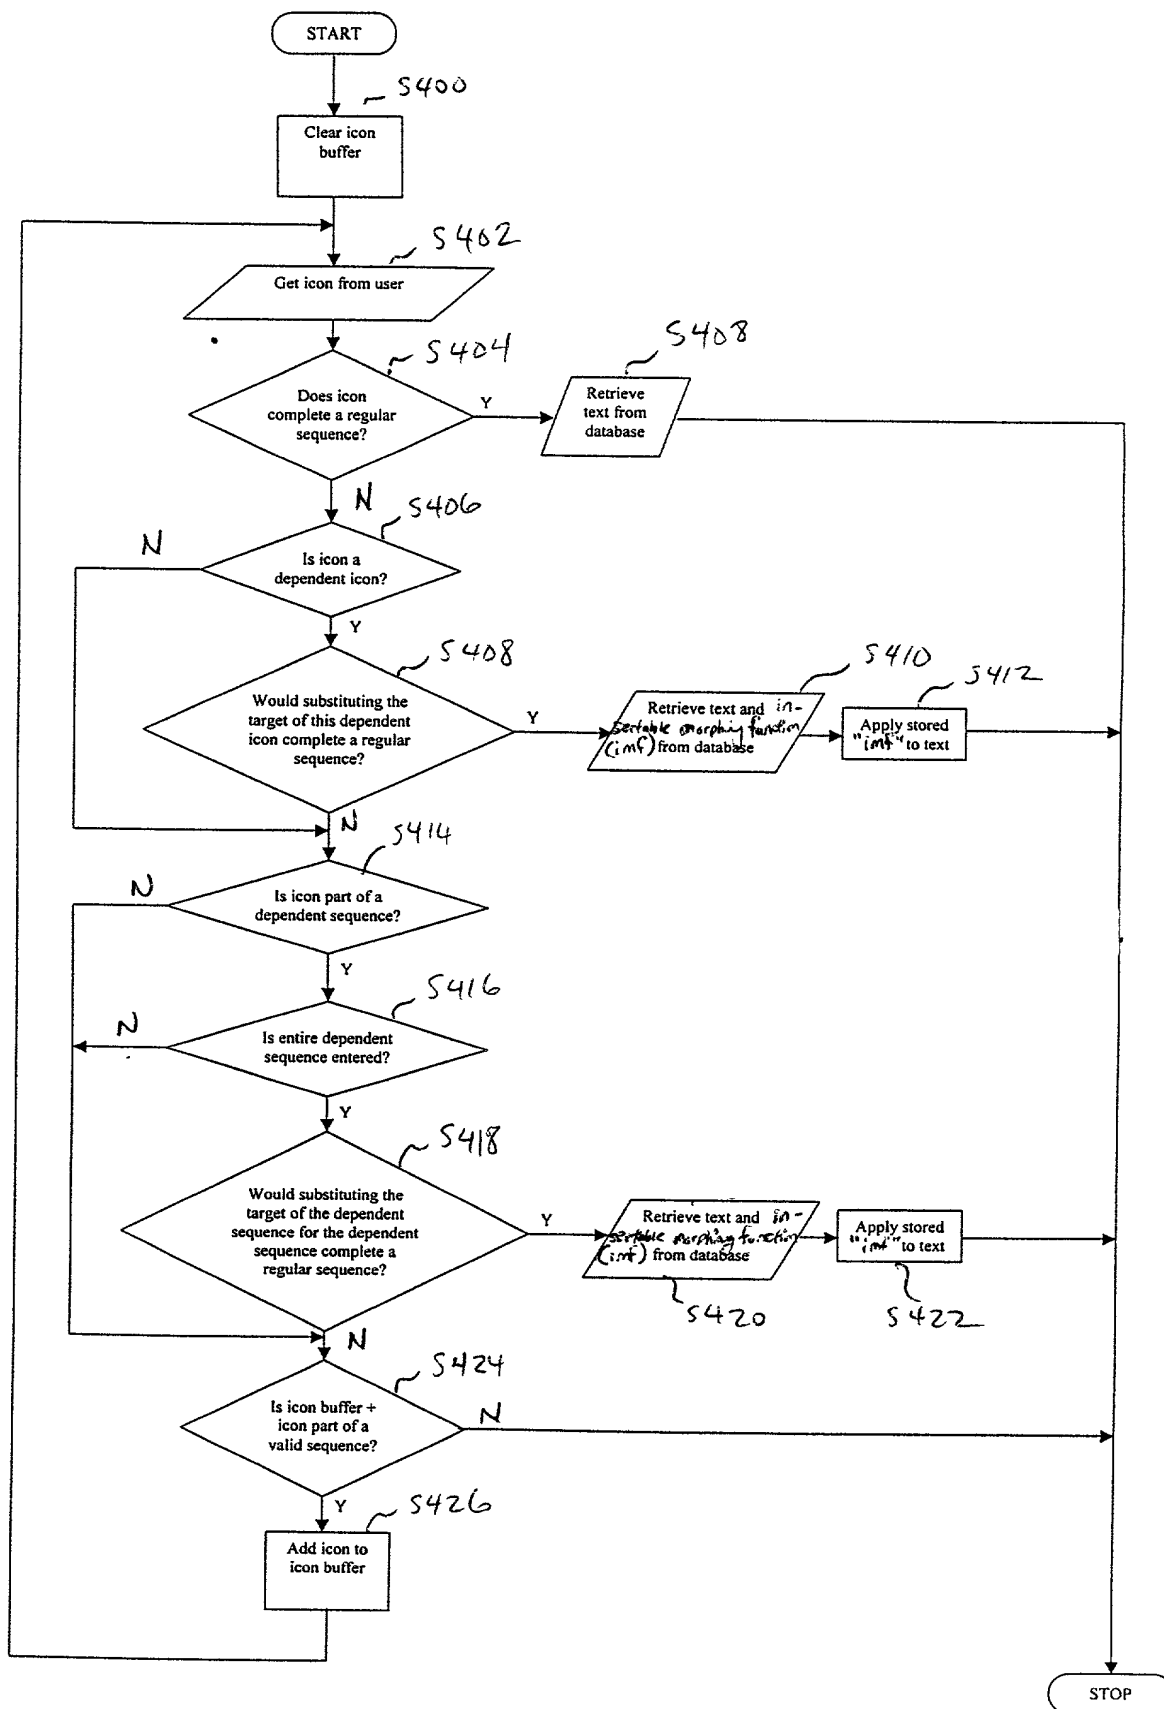 START
S400
Clear icon
buffer
S402
Get icon from user
S404
Does icon
complete a regular
sequence?
Y
S408
Retrieve
text from
database
N
S406
N
Is icon a
dependent icon?
Y
S408
Would substituting the
target of this dependent
icon complete a regular
sequence?
Y
S410
Retrieve text and in-
sertable morphing function
(imf) from database
S412
Apply stored
"imf" to text
N
S414
N
Is icon part of a
dependent sequence?
Y
S416
N
Is entire dependent
sequence entered?
Y
S418
Would substituting the
target of the dependent
sequence for the dependent
sequence complete a
regular sequence?
Y
Retrieve text and in-
sertable morphing function
(imf) from database
S420
Apply stored
"imf" to text
S422
N
S424
Is icon buffer +
icon part of a
valid sequence?
N
Y
S426
Add icon to
icon buffer
STOP